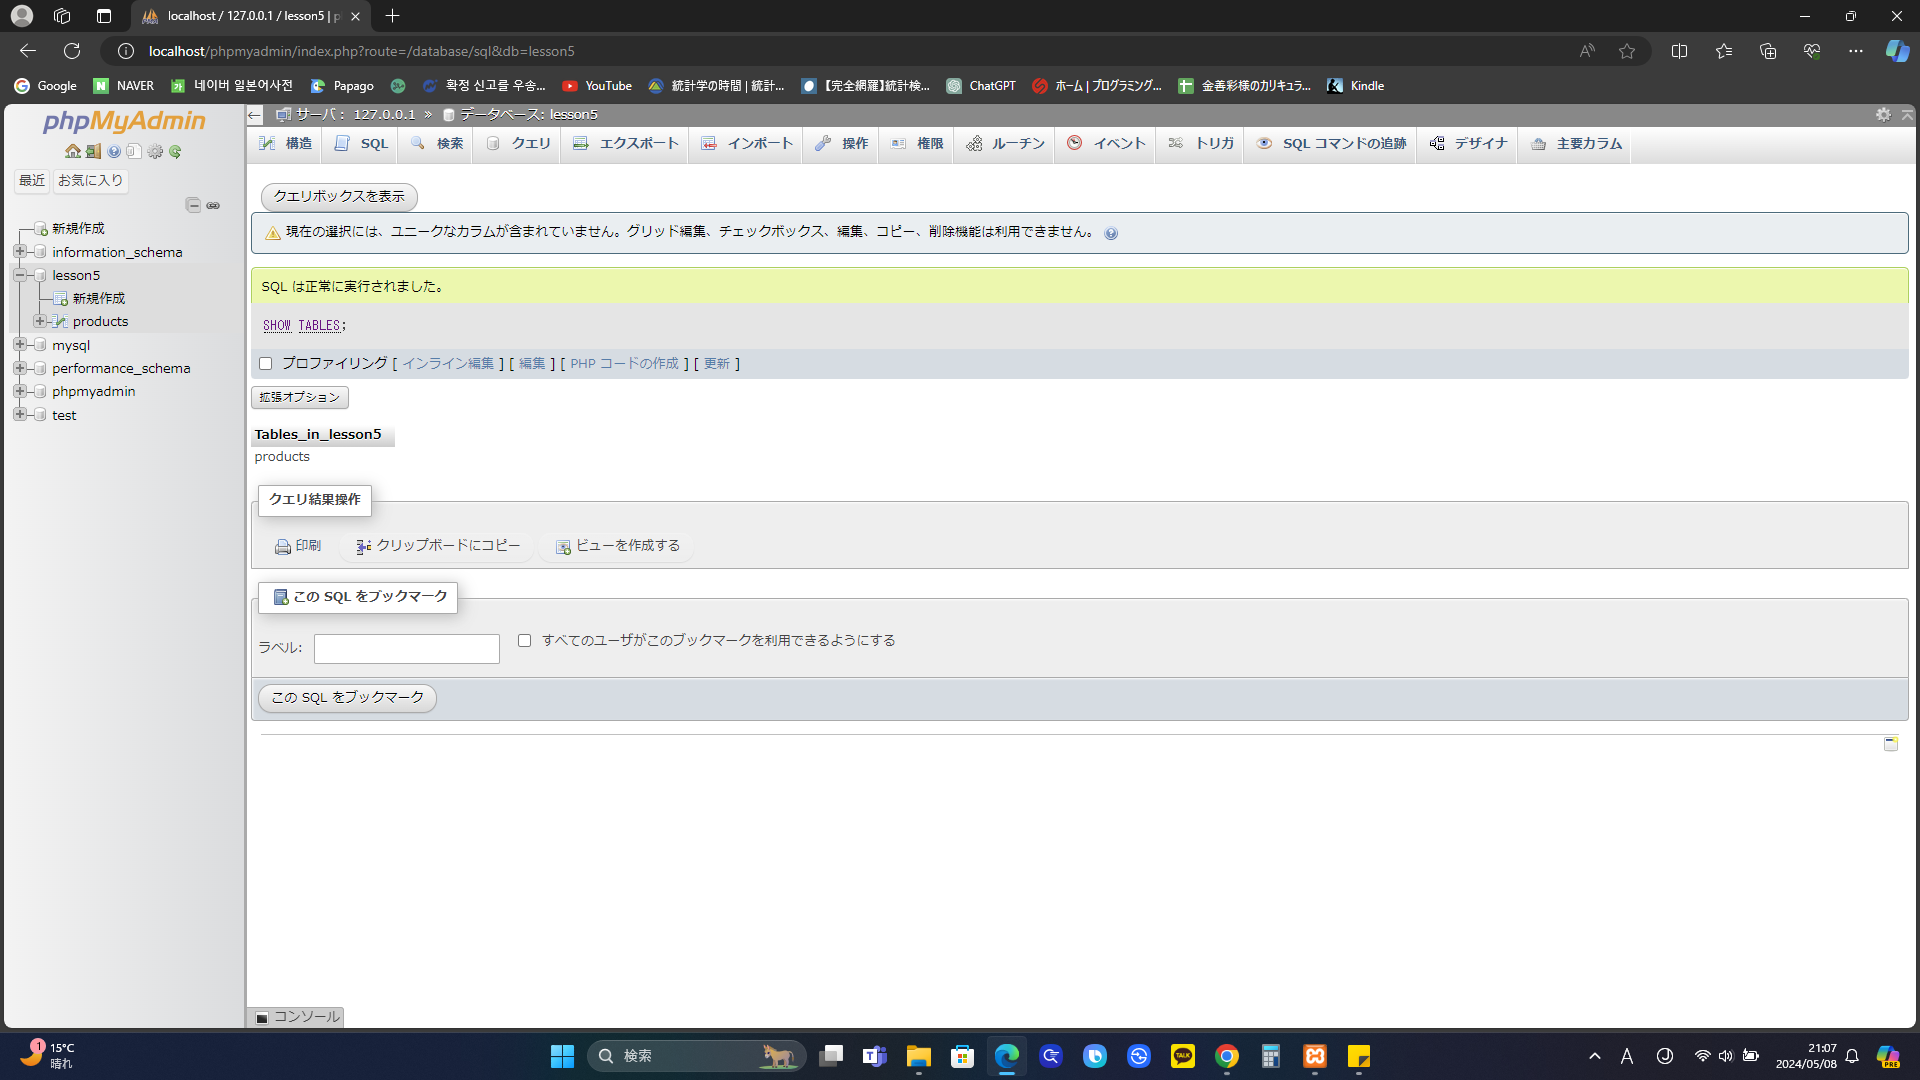 localhost / 127.0.0.1 / lesson5 | p
localhost/phpmyadmin/index.php?route=/database/sql&db=lesson5
Google
NAVER
네이버 일본어사전
Papago
확정 신고를 우송...
YouTube
統計学の時間 | 統計...
【完全網羅】統計検...
ChatGPT
ホーム | プログラミング...
金善彩様のカリキュラ...
Kindle
phpMyAdmin
最近
お気に入り
新規作成
information_schema
lesson5
新規作成
products
mysql
performance_schema
phpmyadmin
test
サーバ: 127.0.0.1 » データベース: lesson5
構造
SQL
検索
クエリ
エクスポート
インポート
操作
権限
ルーチン
イベント
トリガ
SQL コマンドの追跡
デザイナ
主要カラム
クエリボックスを表示
現在の選択には、ユニークなカラムが含まれていません。グリッド編集、チェックボックス、編集、コピー、削除機能は利用できません。
SQL は正常に実行されました。
SHOW TABLES;
プロファイリング [ インライン編集 ] [ 編集 ] [ PHP コードの作成 ] [ 更新 ]
拡張オプション
Tables_in_lesson5
products
クエリ結果操作
印刷
クリップボードにコピー
ビューを作成する
この SQL をブックマーク
ラベル:
すべてのユーザがこのブックマークを利用できるようにする
この SQL をブックマーク
コンソール
1
15°C
晴れ
検索
TALK
A
21:07
2024/05/08
PRE